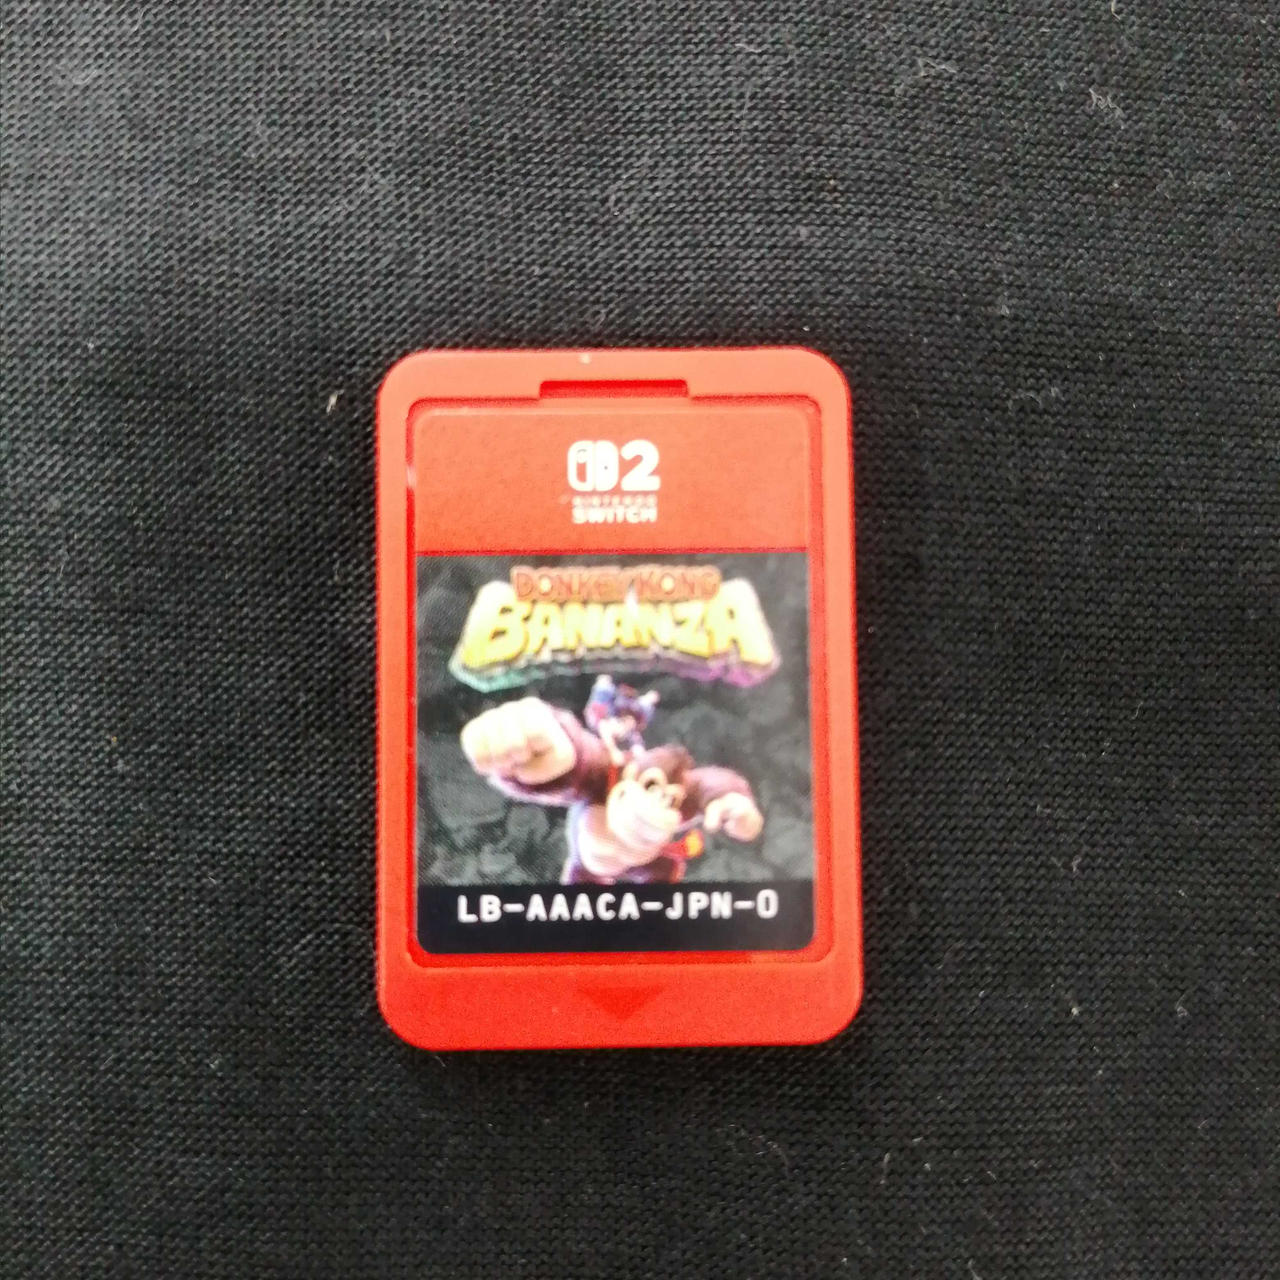 2
NINTENDO
SWITCH
DONKEY KONG
BANANZA
LB-AAACA-JPN-0